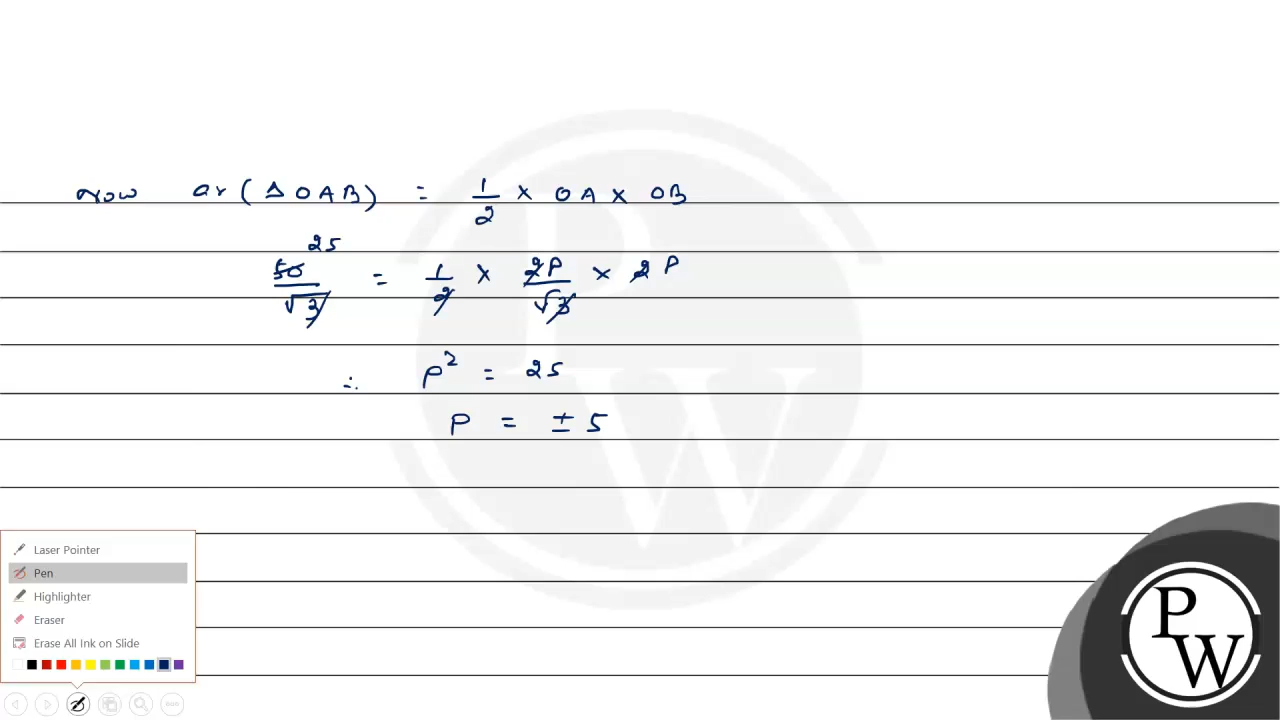 now ar(ΔOAB) = 1/2 × OA × OB
25
50/√3 = 1/2 × 2P/√3 × 2P
∴ P² = 25
P = ± 5
Laser Pointer
Pen
Highlighter
Eraser
Erase All Ink on Slide
PW
PW